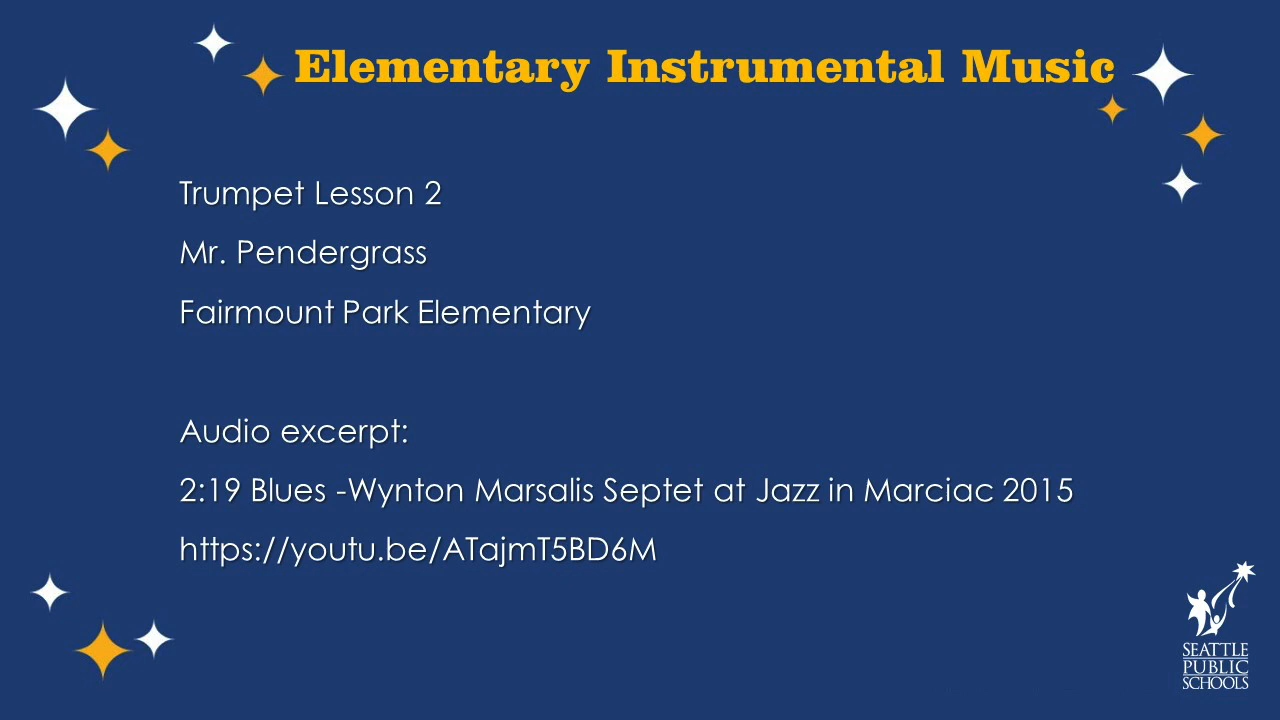 Elementary Instrumental Music
Trumpet Lesson 2
Mr. Pendergrass
Fairmount Park Elementary
Audio excerpt:
2:19 Blues -Wynton Marsalis Septet at Jazz in Marciac 2015
https://youtu.be/ATajmT5BD6M
SEATTLE
PUBLIC
SCHOOLS